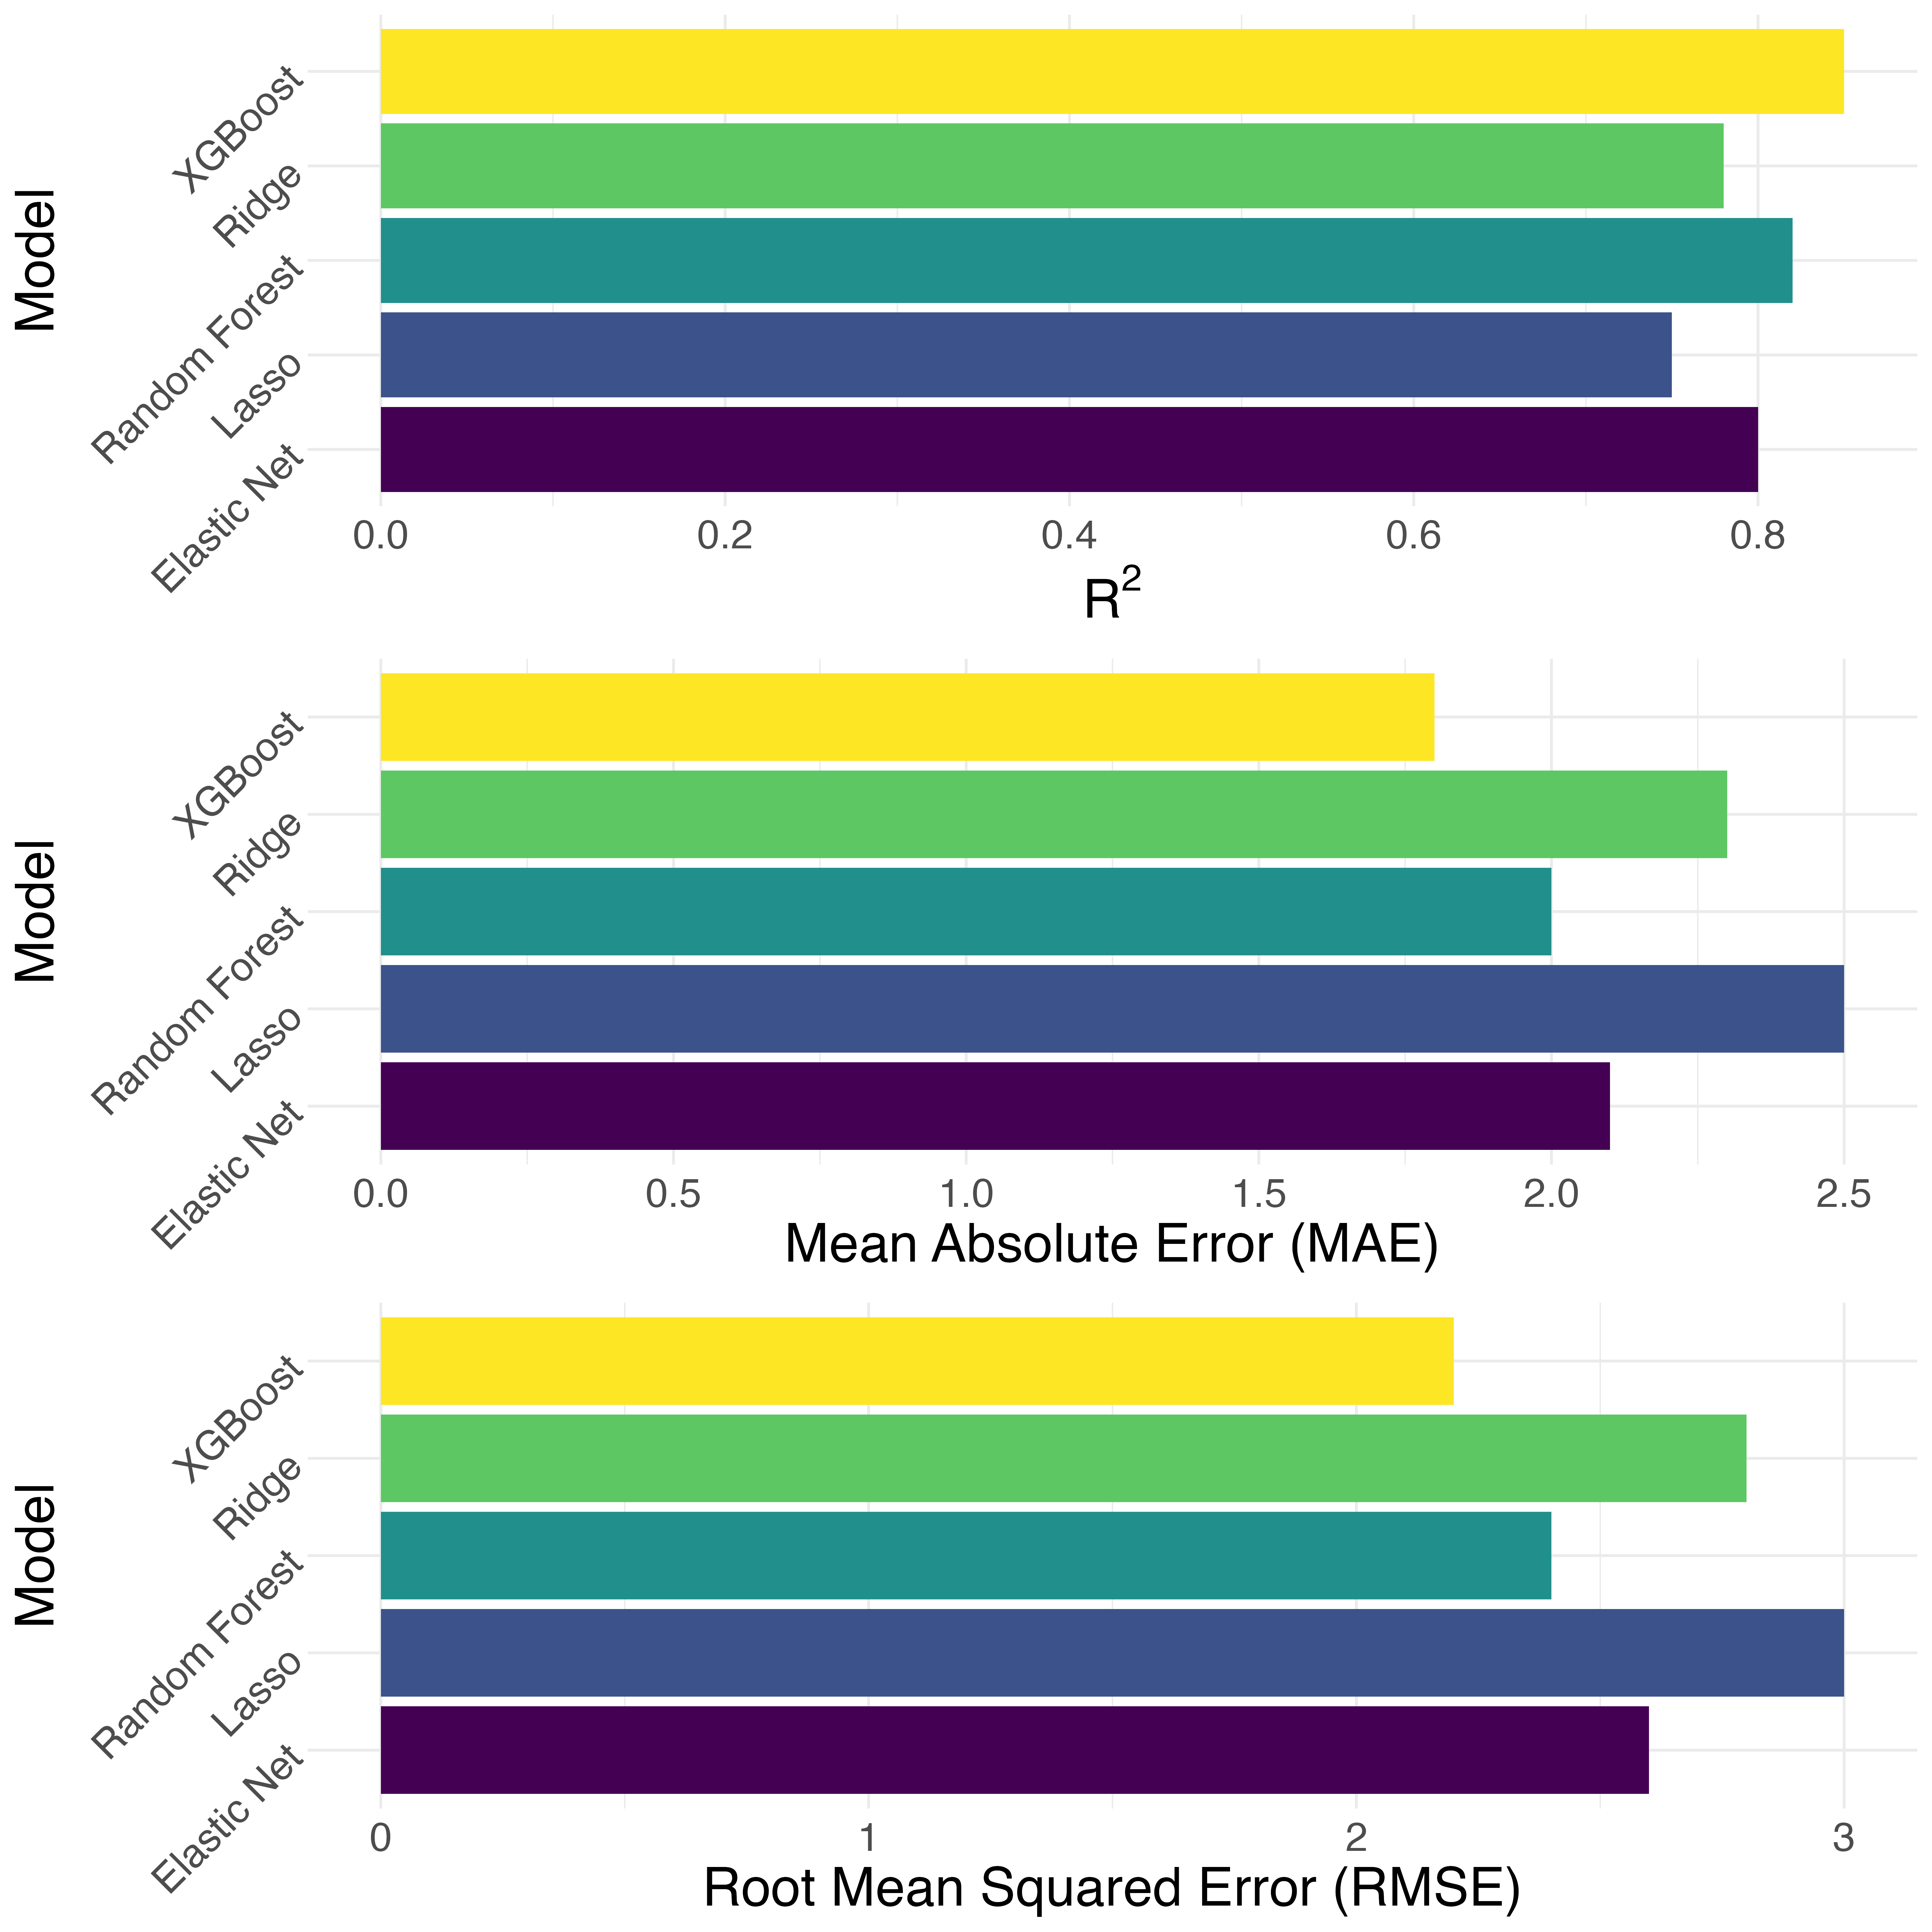 Model
XGBoost
Ridge
Random Forest
Lasso
Elastic Net
0.0 0.2 0.4 0.6 0.8
R²
Model
XGBoost
Ridge
Random Forest
Lasso
Elastic Net
0.0 0.5 1.0 1.5 2.0 2.5
Mean Absolute Error (MAE)
Model
XGBoost
Ridge
Random Forest
Lasso
Elastic Net
0 1 2 3
Root Mean Squared Error (RMSE)